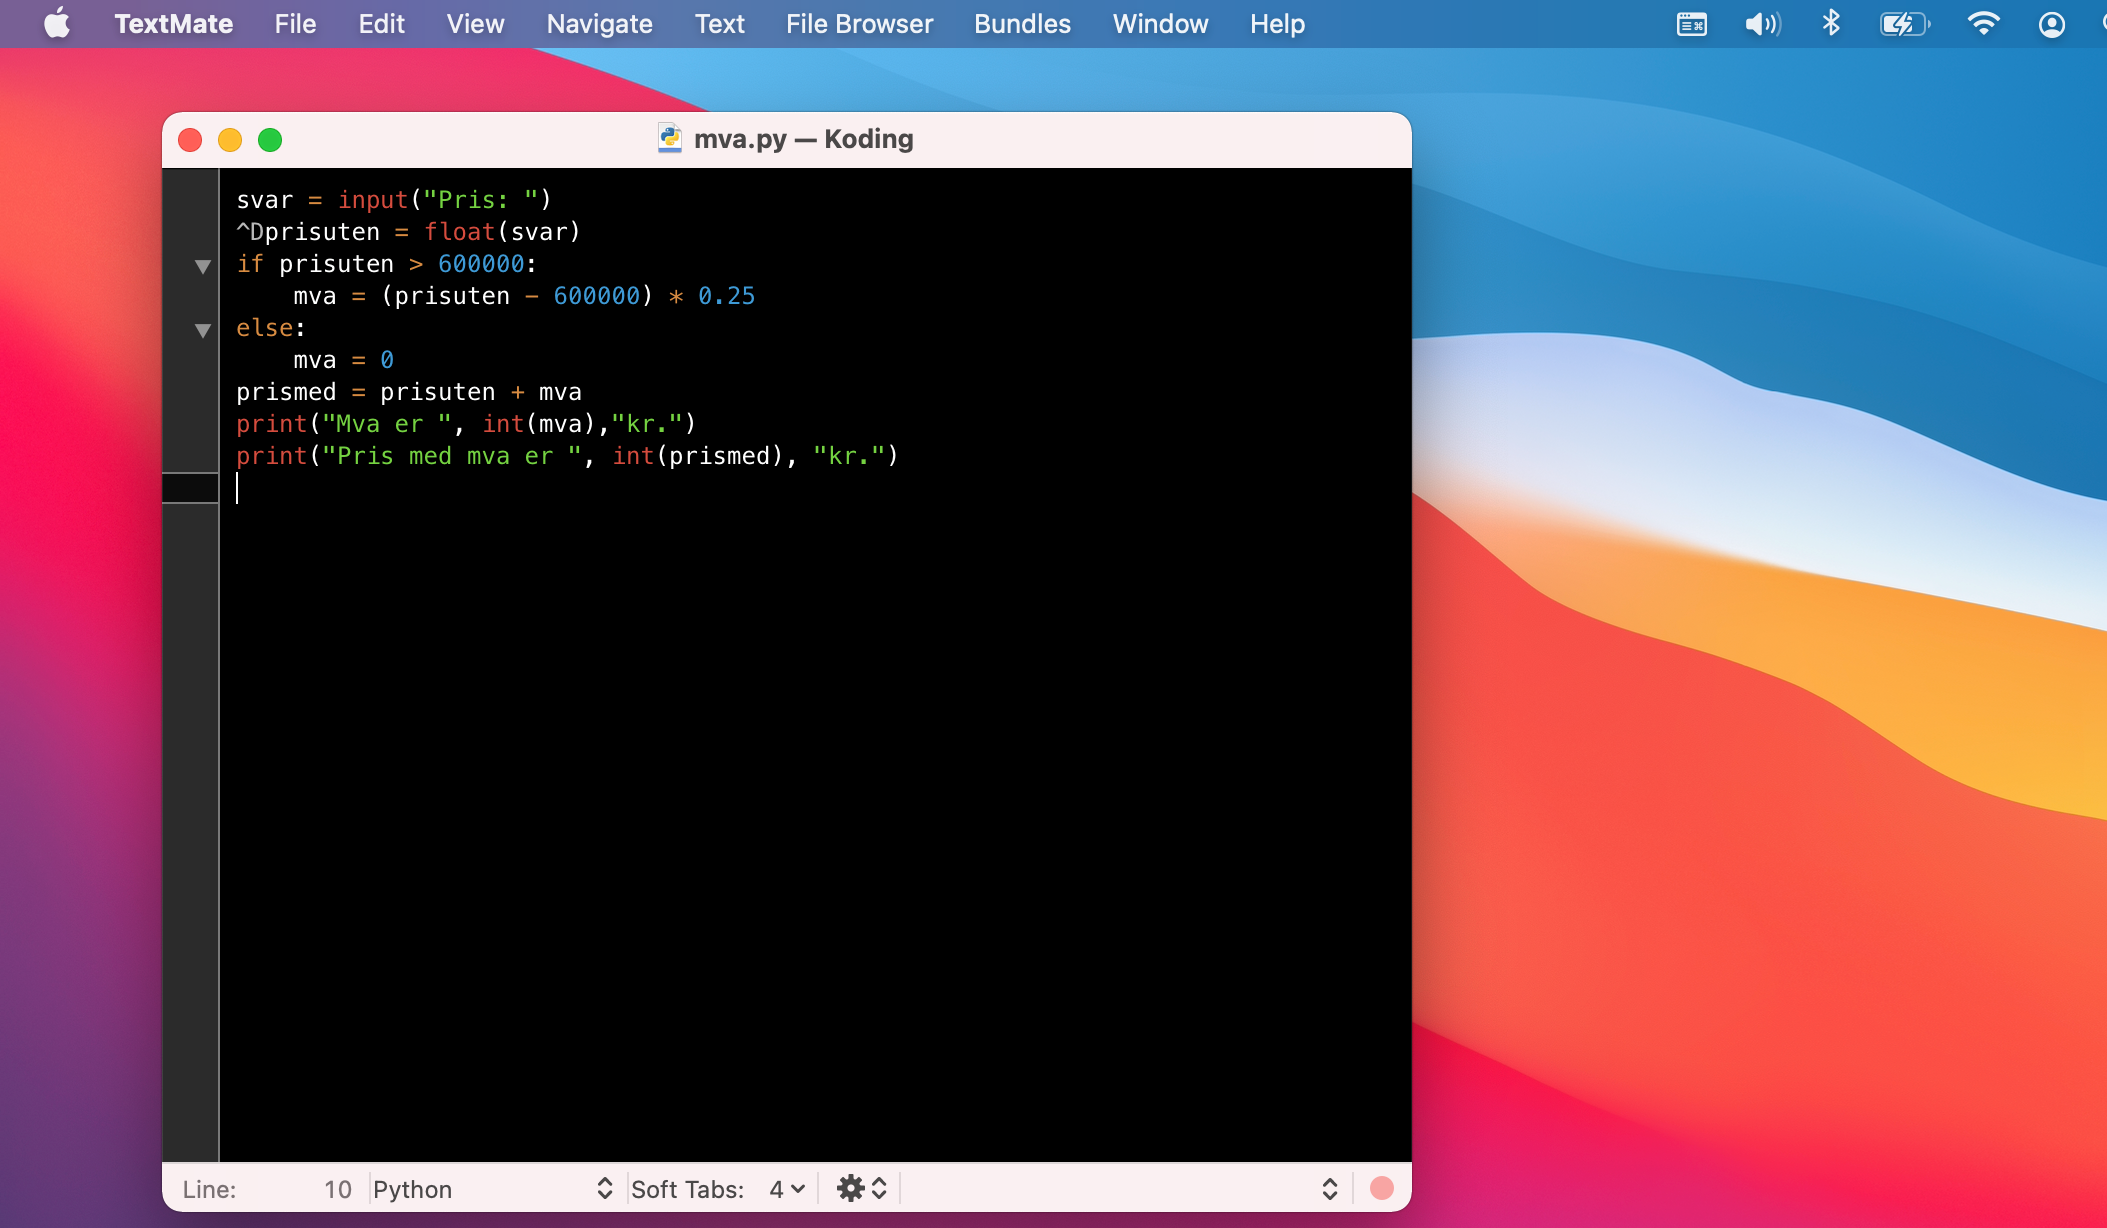 TextMate File Edit View Navigate Text File Browser Bundles Window Help
mva.py — Koding
svar = input("Pris: ")
^Dprisuten = float(svar)
if prisuten > 600000:
    mva = (prisuten - 600000) * 0.25
else:
    mva = 0
prismed = prisuten + mva
print("Mva er ", int(mva),"kr.")
print("Pris med mva er ", int(prismed), "kr.")
Line: 10 Python Soft Tabs: 4